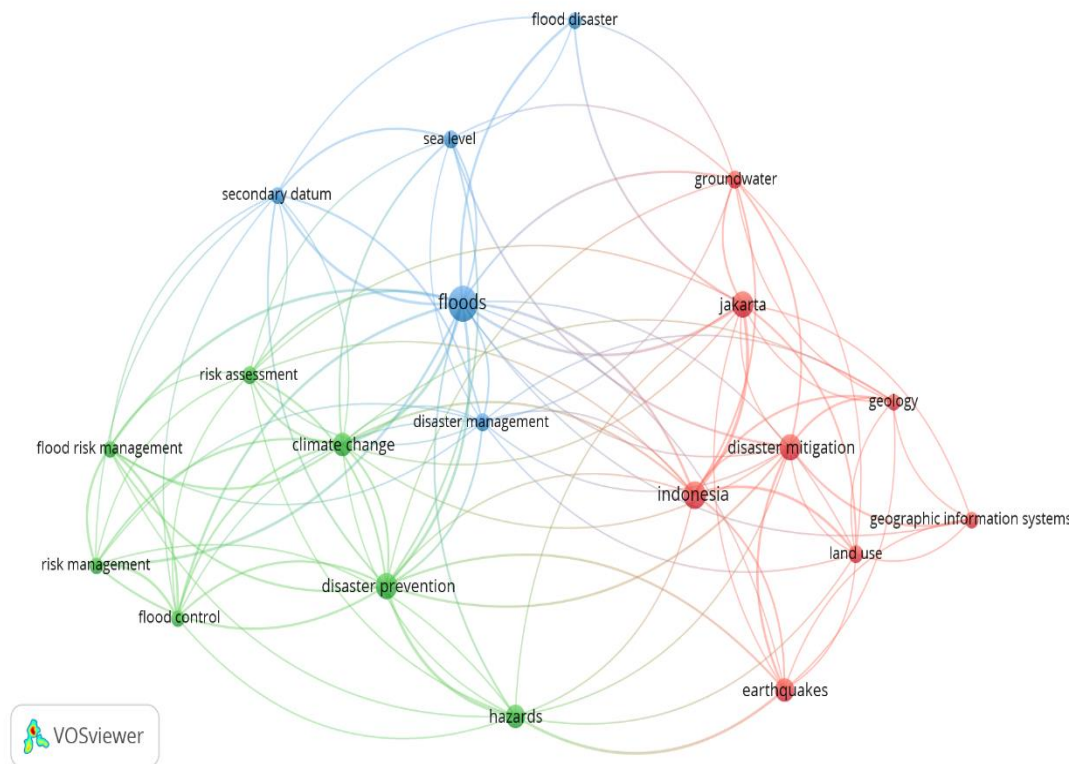 flood disaster
sea level
groundwater
secondary datum
floods
jakarta
risk assessment
geology
disaster management
climate change
flood risk management
disaster mitigation
indonesia
geographic information systems
land use
risk management
disaster prevention
flood control
earthquakes
hazards
VOSviewer